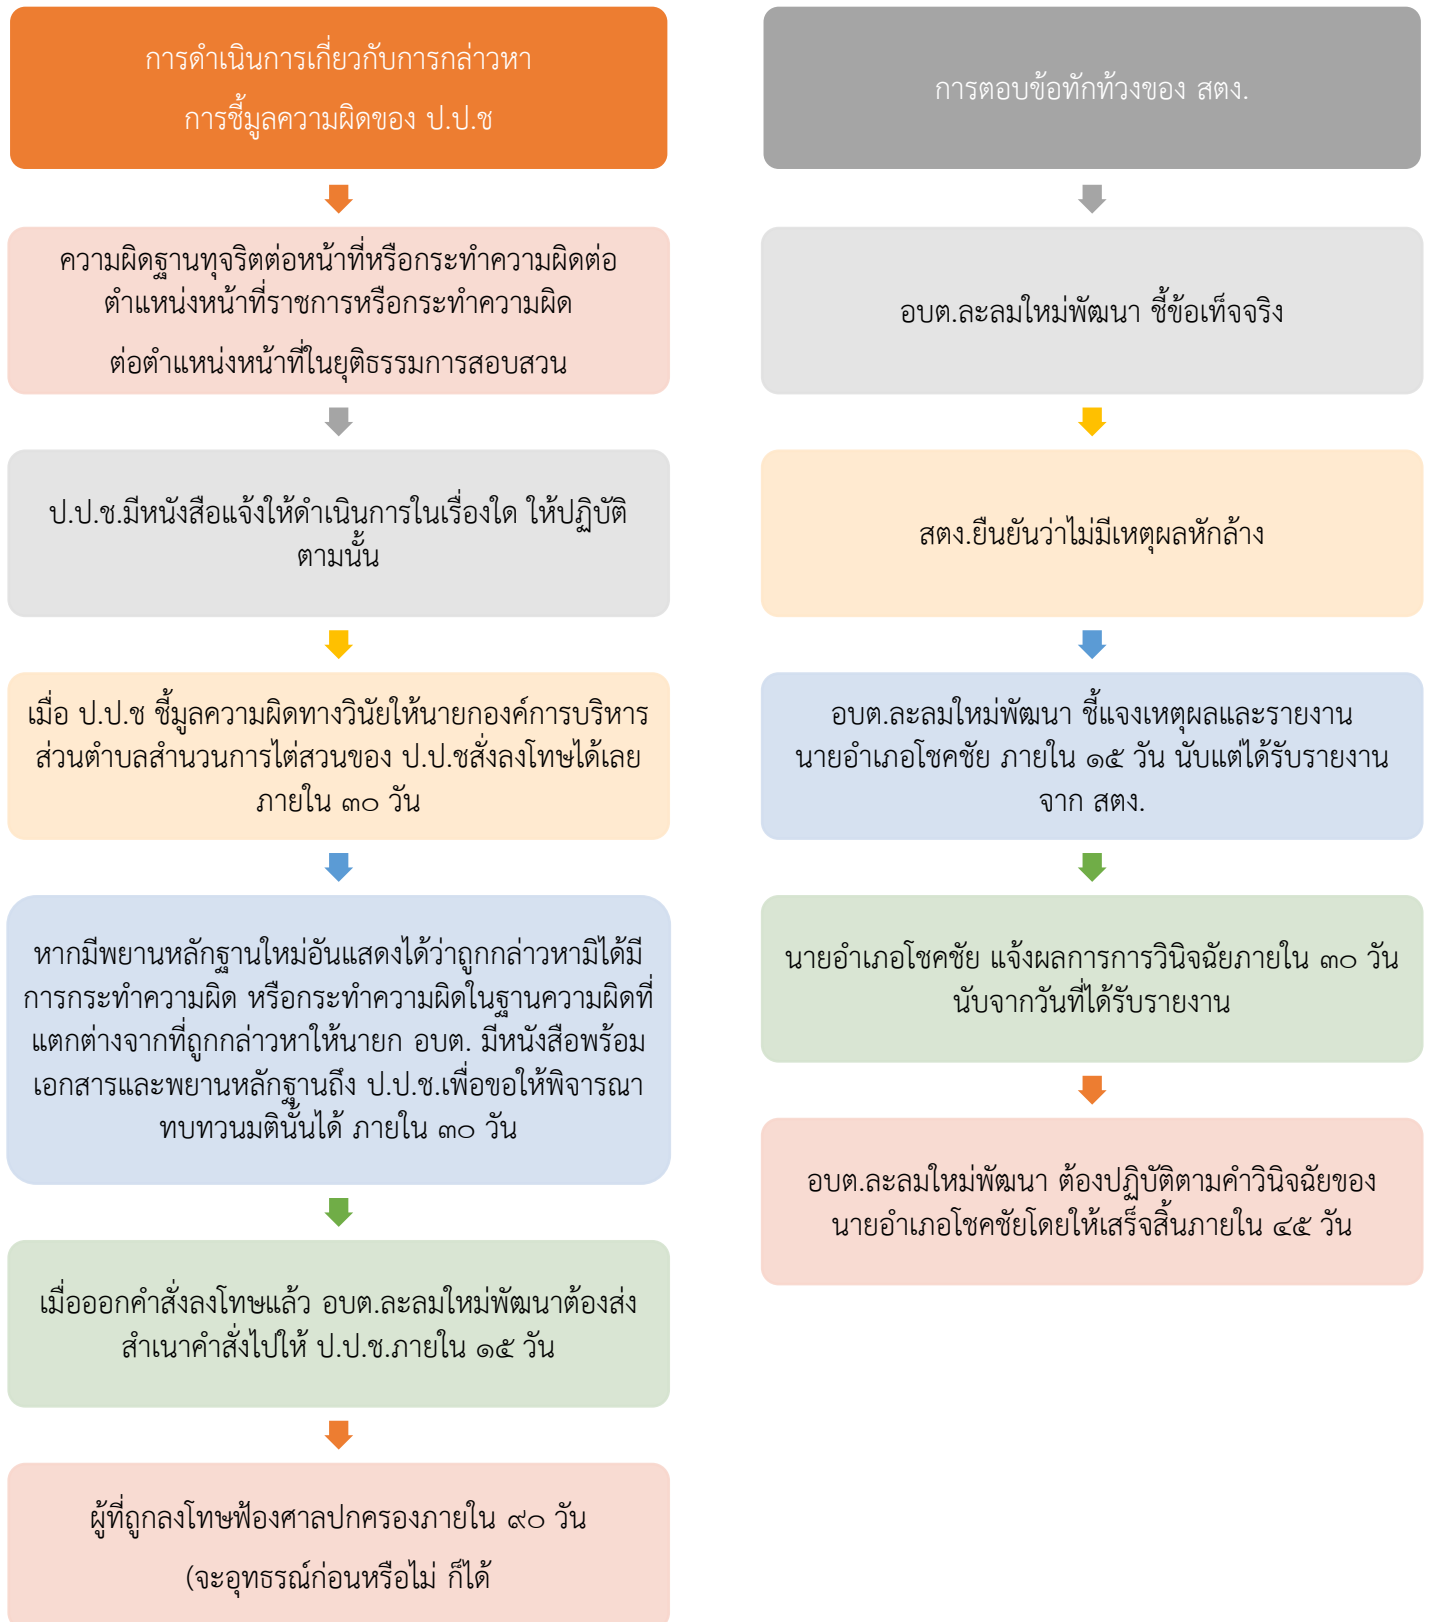 การดำเนินการเกี่ยวกับการกล่าวหา
การชี้มูลความผิดของ ป.ป.ช
ความผิดฐานทุจริตต่อหน้าที่หรือกระทำความผิดต่อ
ตำแหน่งหน้าที่ราชการหรือกระทำความผิด
ต่อตำแหน่งหน้าที่ในยุติธรรมการสอบสวน
ป.ป.ช.มีหนังสือแจ้งให้ดำเนินการในเรื่องใด ให้ปฏิบัติ
ตามนั้น
เมื่อ ป.ป.ช ชี้มูลความผิดทางวินัยให้นายกองค์การบริหาร
ส่วนตำบลสำนวนการไต่สวนของ ป.ป.ชสั่งลงโทษได้เลย
ภายใน ๓๐ วัน
หากมีพยานหลักฐานใหม่อันแสดงได้ว่าถูกกล่าวหามิได้มี
การกระทำความผิด หรือกระทำความผิดในฐานความผิดที่
แตกต่างจากที่ถูกกล่าวหาให้นายก อบต. มีหนังสือพร้อม
เอกสารและพยานหลักฐานถึง ป.ป.ช.เพื่อขอให้พิจารณา
ทบทวนมตินั้นได้ ภายใน ๓๐ วัน
เมื่อออกคำสั่งลงโทษแล้ว อบต.ละลมใหม่พัฒนาต้องส่ง
สำเนาคำสั่งไปให้ ป.ป.ช.ภายใน ๑๕ วัน
ผู้ที่ถูกลงโทษฟ้องศาลปกครองภายใน ๙๐ วัน
(จะอุทธรณ์ก่อนหรือไม่ ก็ได้
การตอบข้อทักท้วงของ สตง.
อบต.ละลมใหม่พัฒนา ชี้ข้อเท็จจริง
สตง.ยืนยันว่าไม่มีเหตุผลหักล้าง
อบต.ละลมใหม่พัฒนา ชี้แจงเหตุผลและรายงาน
นายอำเภอโชคชัย ภายใน ๑๕ วัน นับแต่ได้รับรายงาน
จาก สตง.
นายอำเภอโชคชัย แจ้งผลการการวินิจฉัยภายใน ๓๐ วัน
นับจากวันที่ได้รับรายงาน
อบต.ละลมใหม่พัฒนา ต้องปฏิบัติตามคำวินิจฉัยของ
นายอำเภอโชคชัยโดยให้เสร็จสิ้นภายใน ๔๕ วัน